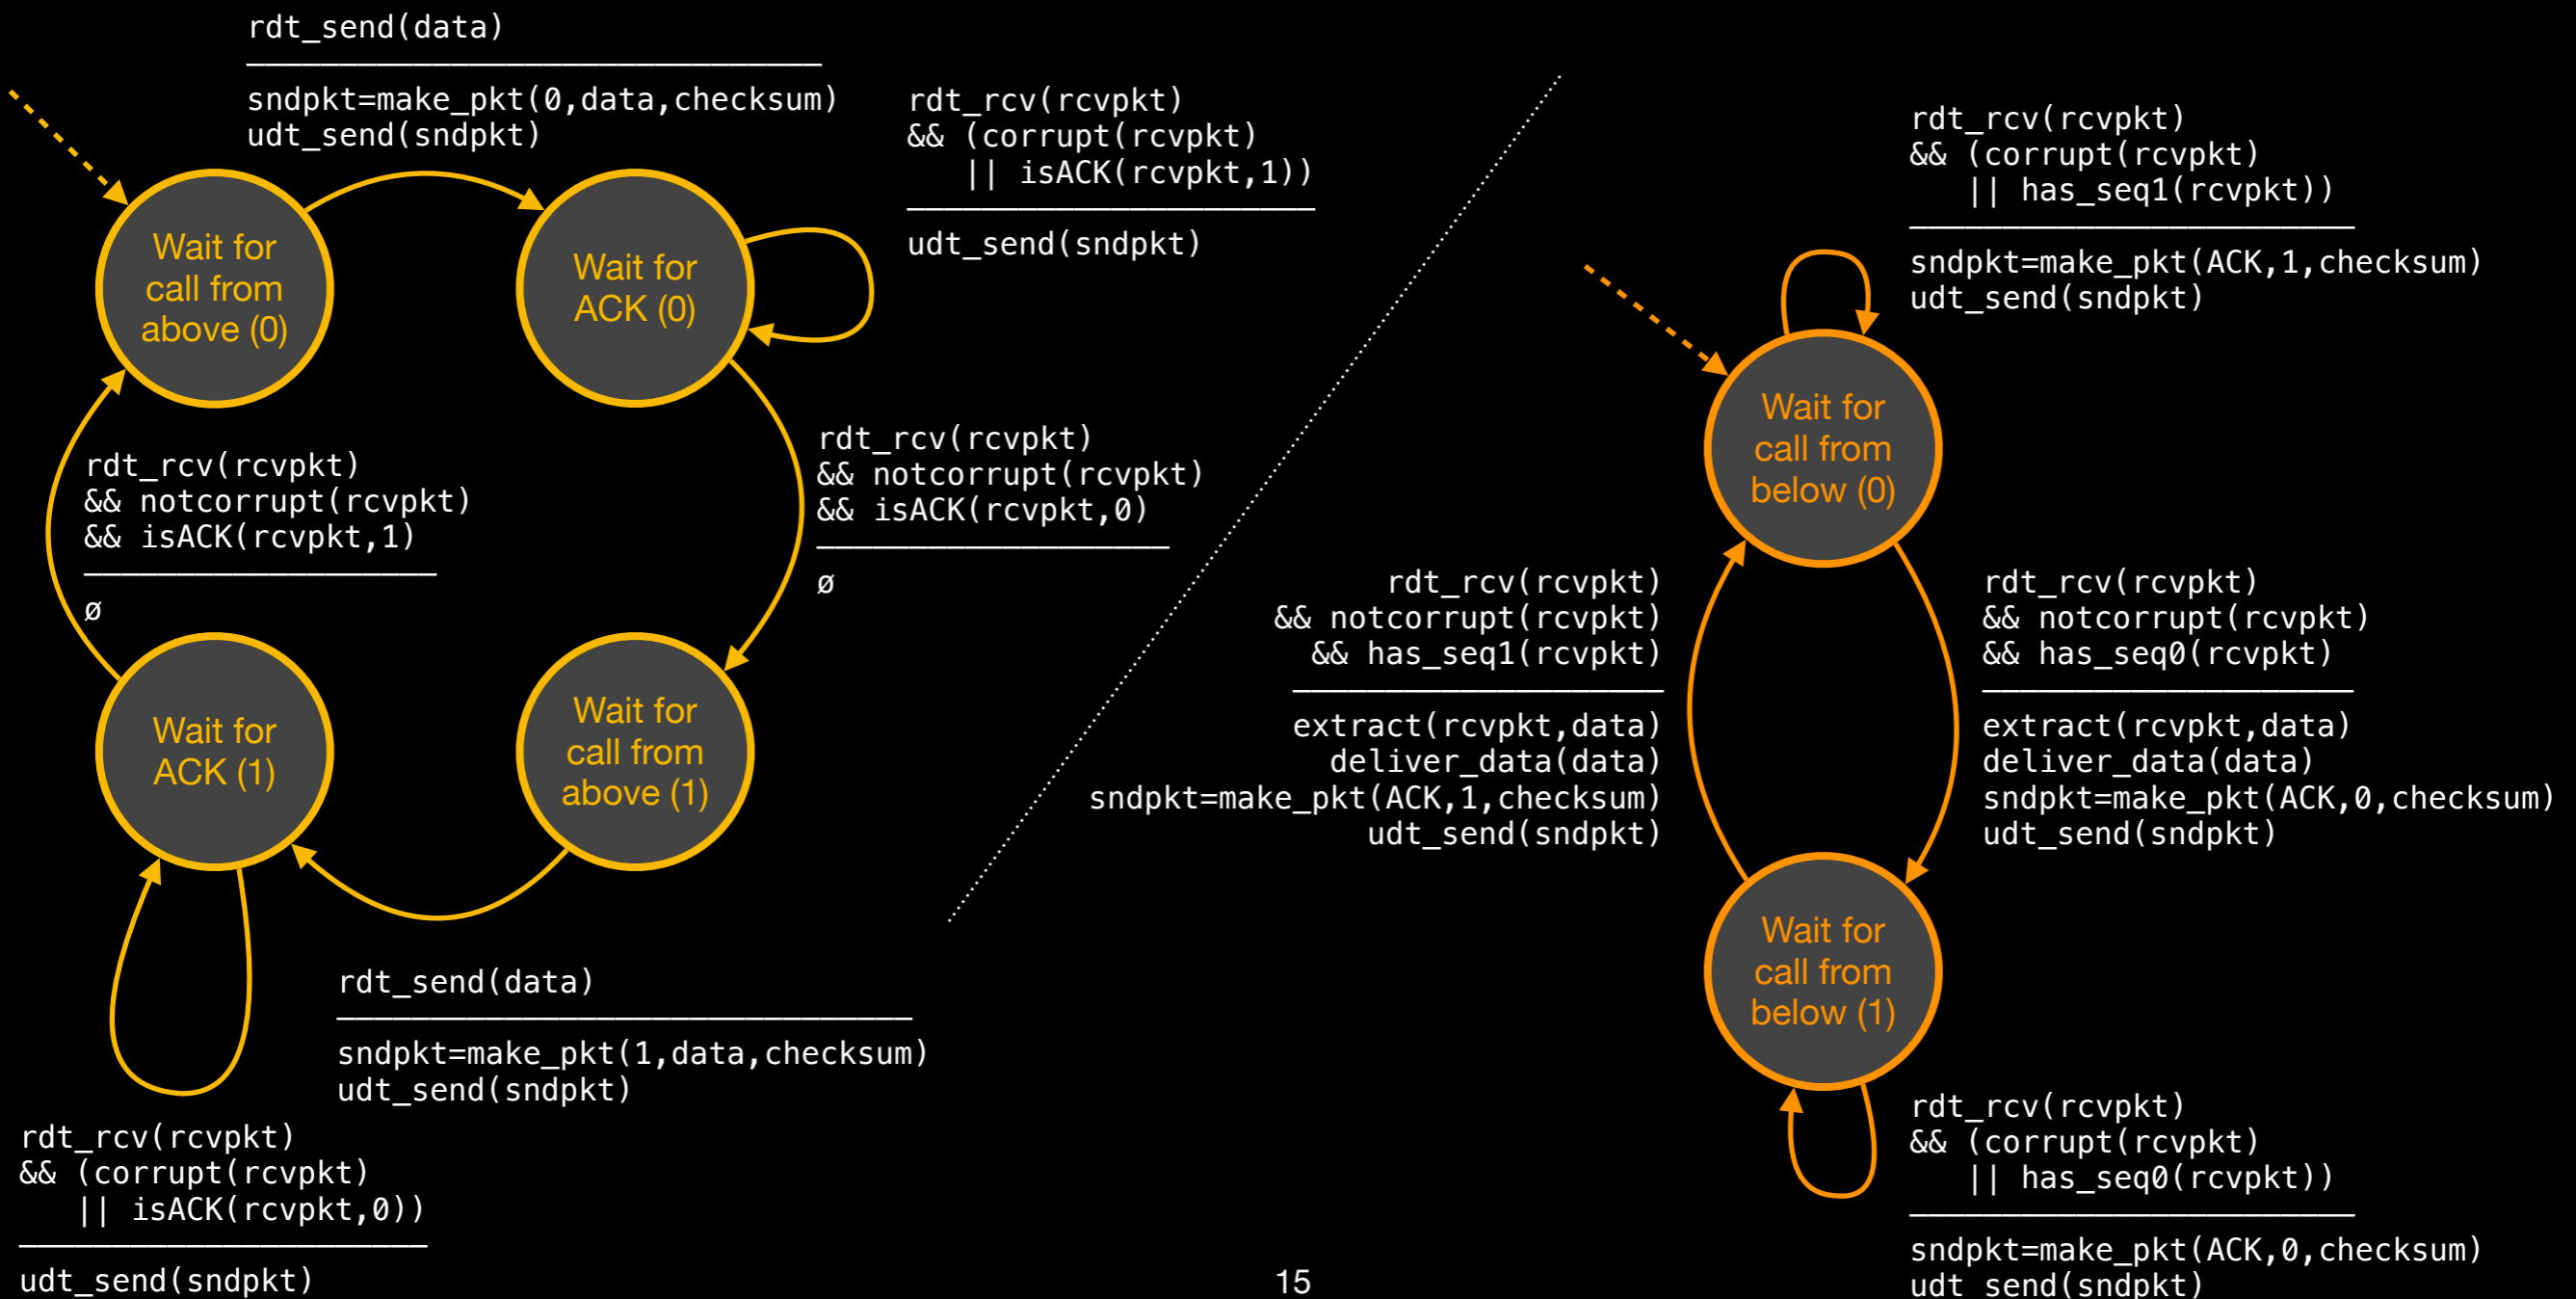 rdt_send(data)
sndpkt=make_pkt(0,data,checksum)
udt_send(sndpkt)
rdt_rcv(rcvpkt)
&& (corrupt(rcvpkt)
|| isACK(rcvpkt,1))
udt_send(sndpkt)
Wait for
call from
above (0)
Wait for
ACK (0)
rdt_rcv(rcvpkt)
&& notcorrupt(rcvpkt)
&& isACK(rcvpkt,1)
ø
rdt_rcv(rcvpkt)
&& notcorrupt(rcvpkt)
&& isACK(rcvpkt,0)
ø
Wait for
ACK (1)
Wait for
call from
above (1)
rdt_send(data)
sndpkt=make_pkt(1,data,checksum)
udt_send(sndpkt)
rdt_rcv(rcvpkt)
&& (corrupt(rcvpkt)
|| isACK(rcvpkt,0))
udt_send(sndpkt)
rdt_rcv(rcvpkt)
&& (corrupt(rcvpkt)
|| has_seq1(rcvpkt))
sndpkt=make_pkt(ACK,1,checksum)
udt_send(sndpkt)
Wait for
call from
below (0)
rdt_rcv(rcvpkt)
&& notcorrupt(rcvpkt)
&& has_seq1(rcvpkt)
extract(rcvpkt,data)
deliver_data(data)
sndpkt=make_pkt(ACK,1,checksum)
udt_send(sndpkt)
rdt_rcv(rcvpkt)
&& notcorrupt(rcvpkt)
&& has_seq0(rcvpkt)
extract(rcvpkt,data)
deliver_data(data)
sndpkt=make_pkt(ACK,0,checksum)
udt_send(sndpkt)
Wait for
call from
below (1)
rdt_rcv(rcvpkt)
&& (corrupt(rcvpkt)
|| has_seq0(rcvpkt))
sndpkt=make_pkt(ACK,0,checksum)
udt_send(sndpkt)
15